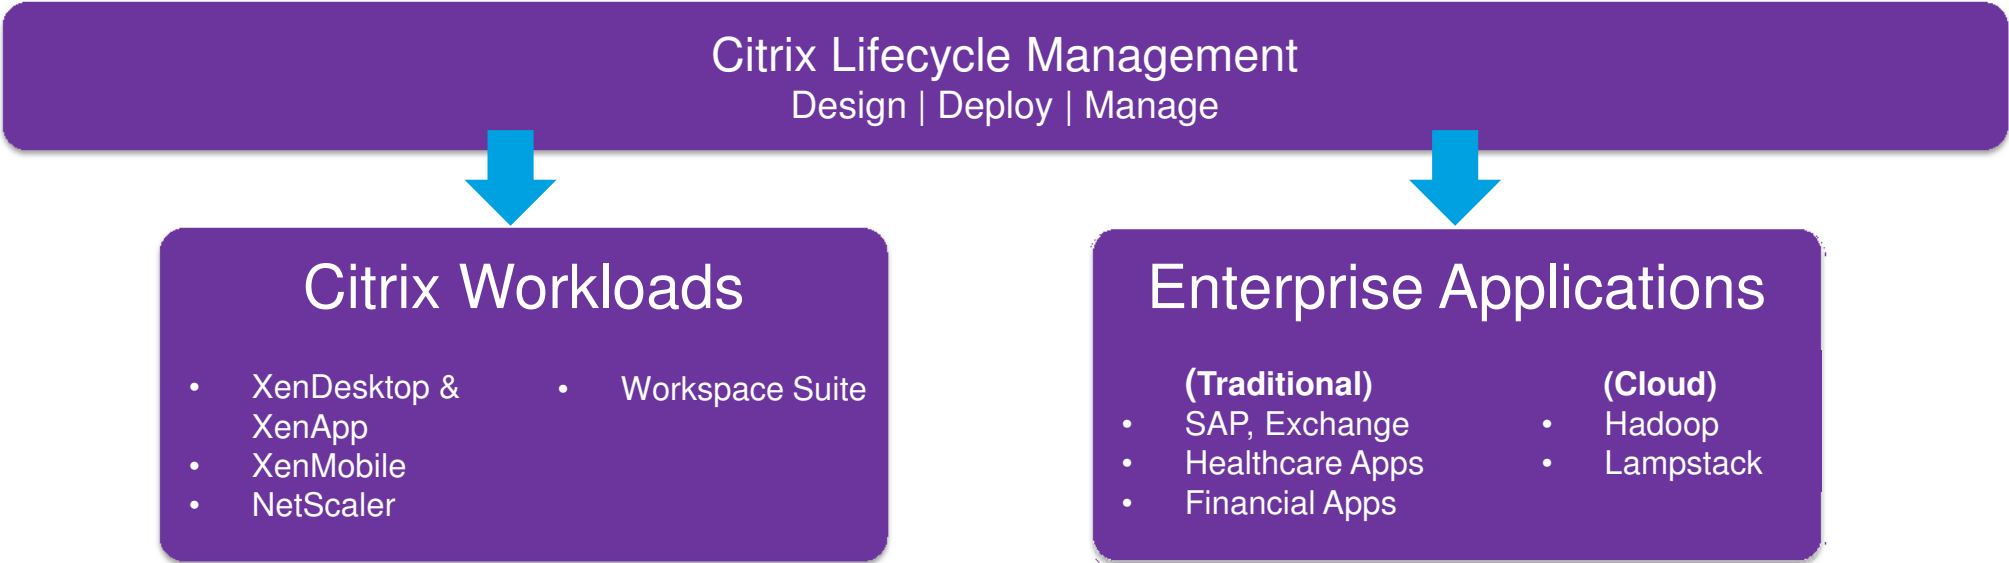 Citrix Lifecycle Management
Design | Deploy | Manage
Citrix Workloads
• XenDesktop &
XenApp
• XenMobile
• NetScaler
• Workspace Suite
Enterprise Applications
(Traditional)
• SAP, Exchange
• Healthcare Apps
• Financial Apps
(Cloud)
• Hadoop
• Lampstack